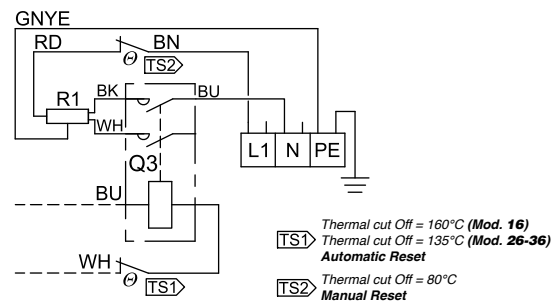 GNYE
RD
BN
Θ
TS2
BK
BU
R1
WH
L1 N PE
Q3
BU
WH
Θ
TS1
TS1
Thermal cut Off = 160°C (Mod. 16)
Thermal cut Off = 135°C (Mod. 26-36)
Automatic Reset
TS2
Thermal cut Off = 80°C
Manual Reset